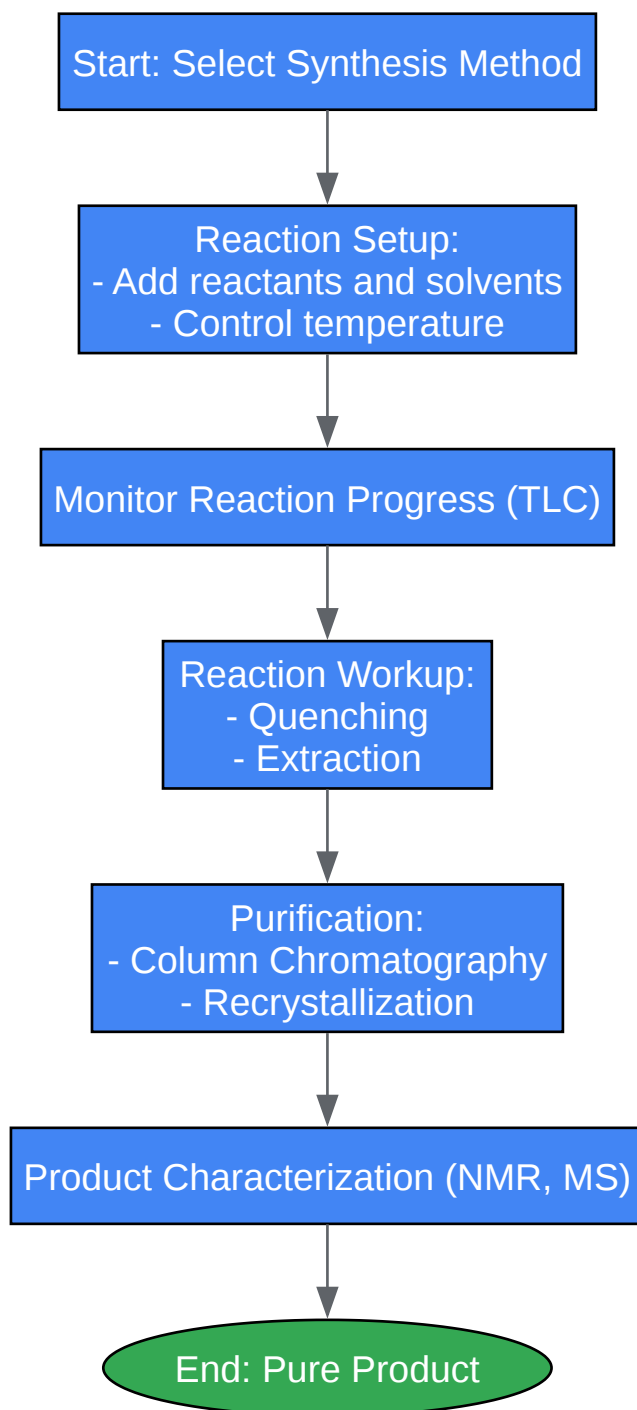 Start: Select Synthesis Method
Reaction Setup:
- Add reactants and solvents
- Control temperature
Monitor Reaction Progress (TLC)
Reaction Workup:
- Quenching
- Extraction
Purification:
- Column Chromatography
- Recrystallization
Product Characterization (NMR, MS)
End: Pure Product